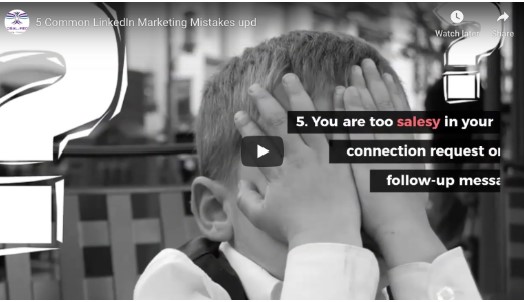 5 Common LinkedIn Marketing Mistakes upd
Watch later
Share
5. You are too salesy in your
connection request or
follow-up messa